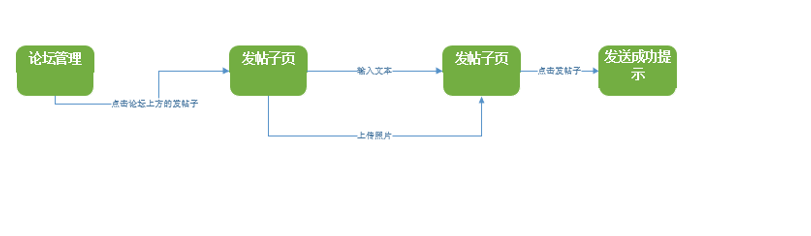 论坛管理
点击论坛上方的发帖子
发帖子页
输入文本
上传照片
发帖子页
点击发帖子
发送成功提
示